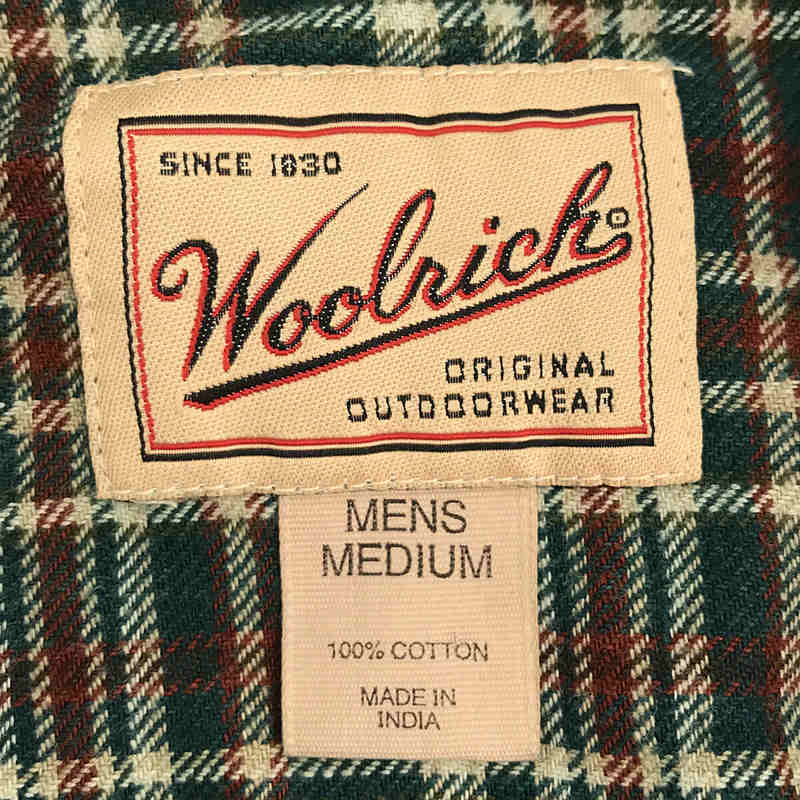 SINCE 1830
Woolrich®
ORIGINAL
OUTDOORWEAR
MENS
MEDIUM
100% COTTON
MADE IN
INDIA